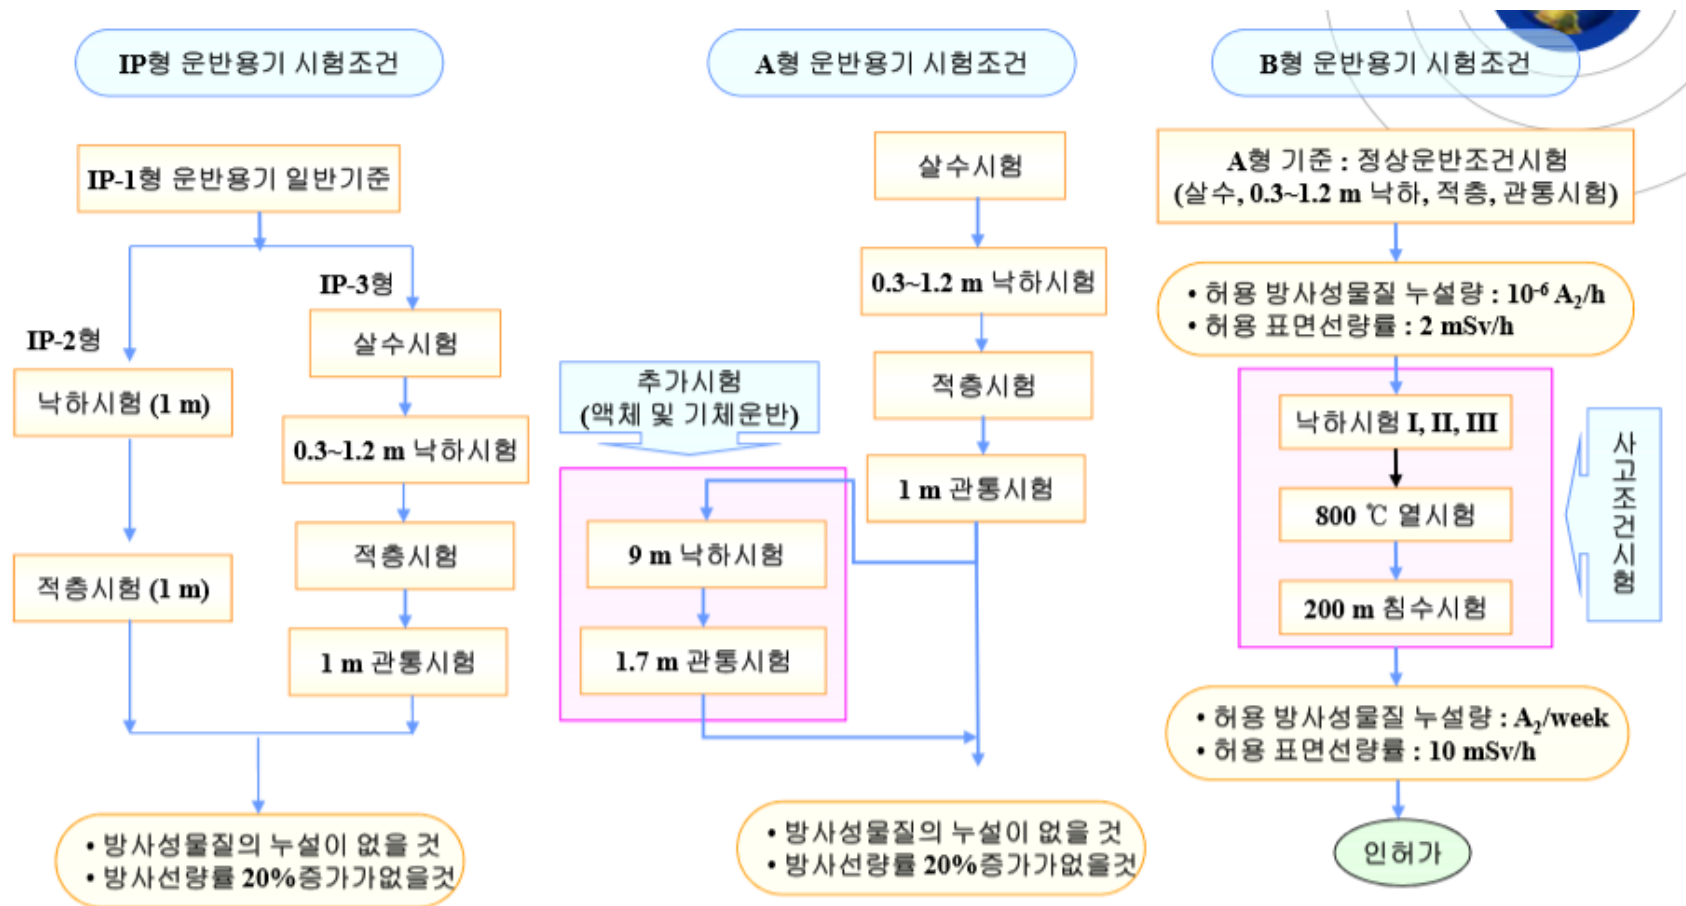 IP형 운반용기 시험조건
IP-1형 운반용기 일반기준
IP-2형
낙하시험 (1 m)
적층시험 (1 m)
IP-3형
살수시험
0.3~1.2 m 낙하시험
적층시험
1 m 관통시험
• 방사성물질의 누설이 없을 것
• 방사선량률 20%증가가없을것
A형 운반용기 시험조건
살수시험
0.3~1.2 m 낙하시험
적층시험
1 m 관통시험
추가시험
(액체 및 기체운반)
9 m 낙하시험
1.7 m 관통시험
• 방사성물질의 누설이 없을 것
• 방사선량률 20%증가가없을것
B형 운반용기 시험조건
A형 기준 : 정상운반조건시험
(살수, 0.3~1.2 m 낙하, 적층, 관통시험)
• 허용 방사성물질 누설량 : 10⁻⁶ A₂/h
• 허용 표면선량률 : 2 mSv/h
낙하시험 I, II, III
800 ℃ 열시험
200 m 침수시험
사고조건시험
• 허용 방사성물질 누설량 : A₂/week
• 허용 표면선량률 : 10 mSv/h
인허가